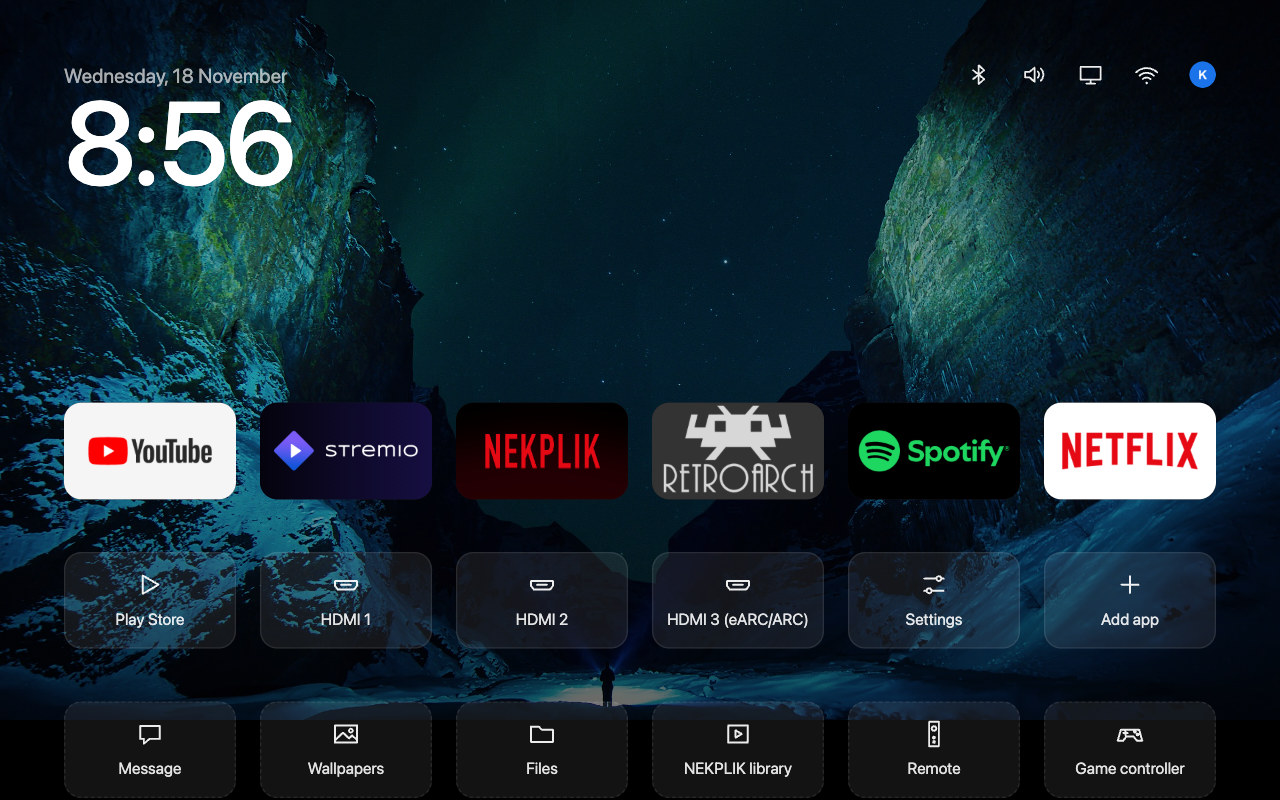 Wednesday, 18 November
8:56
K
YouTube
STREMIO
NEKPLIK
RETROARCH
Spotify®
NETFLIX
Play Store
HDMI 1
HDMI 2
HDMI 3 (eARC/ARC)
Settings
Add app
Message
Wallpapers
Files
NEKPLIK library
Remote
Game controller